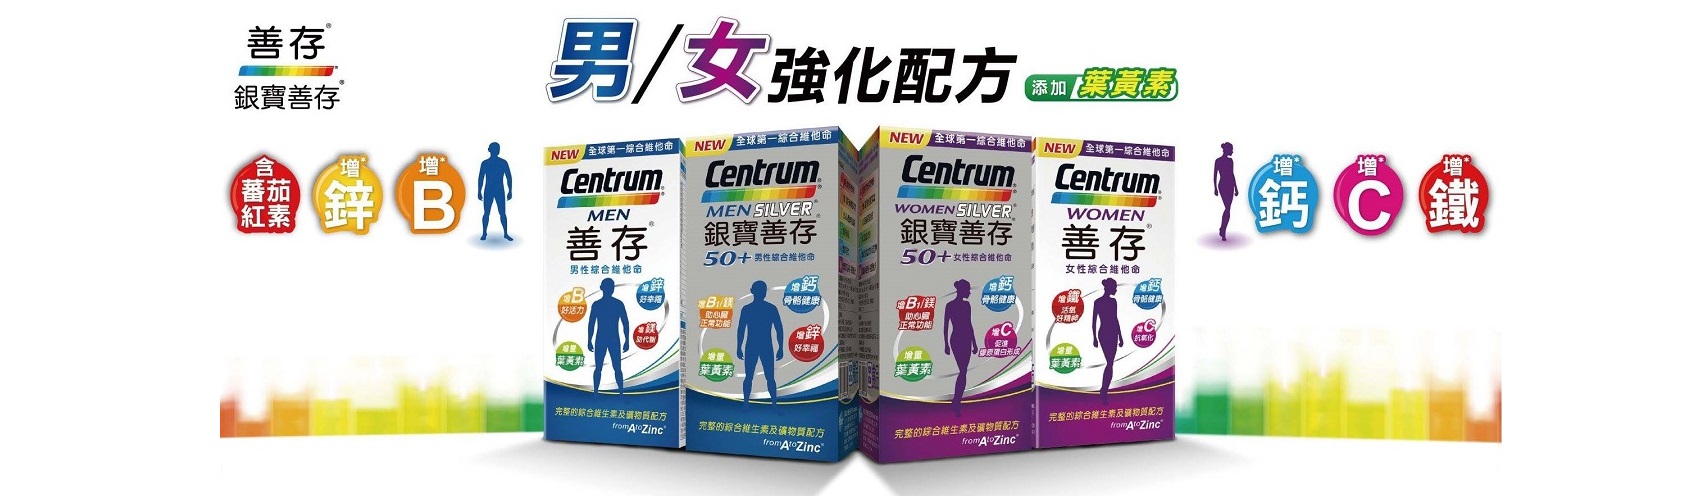 善存®
銀寶善存®
男/女強化配方
添加 葉黃素
含
蕃茄
紅素
增*
鋅
增*
B
增*
鈣
增*
C
增*
鐵
NEW 全球第一綜合維他命
Centrum®
MEN
善存®
男性綜合維他命
增B
好活力
增鋅
好幸福
增鎂
助代謝
增量
葉黃素
完整的綜合維生素及礦物質配方
from A to Zinc®
NEW 全球第一綜合維他命
Centrum®
MEN SILVER®
銀寶善存®
50+ 男性綜合維他命
增B1/鎂
助心臟
正常功能
增鈣
骨骼健康
增鋅
好幸福
增量
葉黃素
完整的綜合維生素及礦物質配方
from A to Zinc®
NEW 全球第一綜合維他命
Centrum®
WOMEN SILVER®
銀寶善存®
50+ 女性綜合維他命
增B1/鎂
助心臟
正常功能
增鈣
骨骼健康
增C
促進
膠原蛋白形成
增量
葉黃素
完整的綜合維生素及礦物質配方
from A to Zinc®
NEW 全球第一綜合維他命
Centrum®
WOMEN
善存®
女性綜合維他命
增鐵
活氧
好精神
增鈣
骨骼健康
增C
抗氧化
增量
葉黃素
完整的綜合維生素及礦物質配方
from A to Zinc®